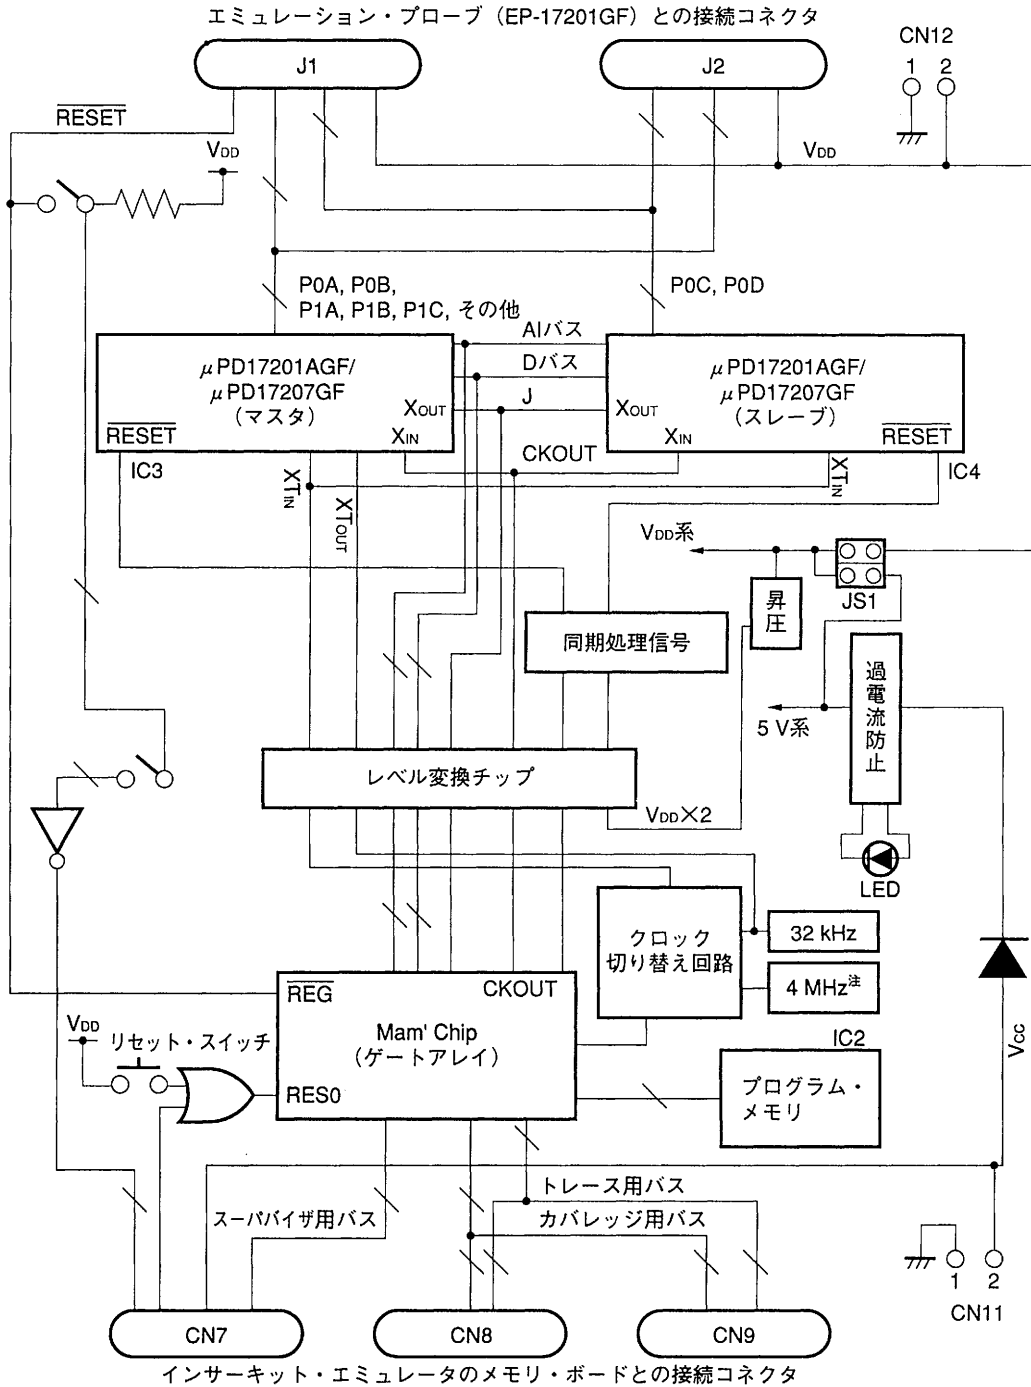 エミュレーション・プローブ（EP-17201GF）との接続コネクタ
J1
J2
CN12
1 2
RESET
VDD
VDD
P0A, P0B,
P1A, P1B, P1C, その他
P0C, P0D
μPD17201AGF/
μPD17207GF
（マスタ）
XOUT
XIN
RESET
IC3
AIバス
Dバス
J
CKOUT
μPD17201AGF/
μPD17207GF
（スレーブ）
XOUT
XIN
RESET
IC4
XTIN
XTOUT
XTIN
VDD系
JS1
昇圧
同期処理信号
過電流防止
5 V系
レベル変換チップ
VDD×2
LED
クロック
切り替え回路
32 kHz
4 MHz注
REG
CKOUT
Mam' Chip
（ゲートアレイ）
RES0
VDD
リセット・スイッチ
IC2
プログラム・
メモリ
VCC
トレース用バス
スーパバイザ用バス
カバレッジ用バス
1 2
CN11
CN7
CN8
CN9
インサーキット・エミュレータのメモリ・ボードとの接続コネクタ